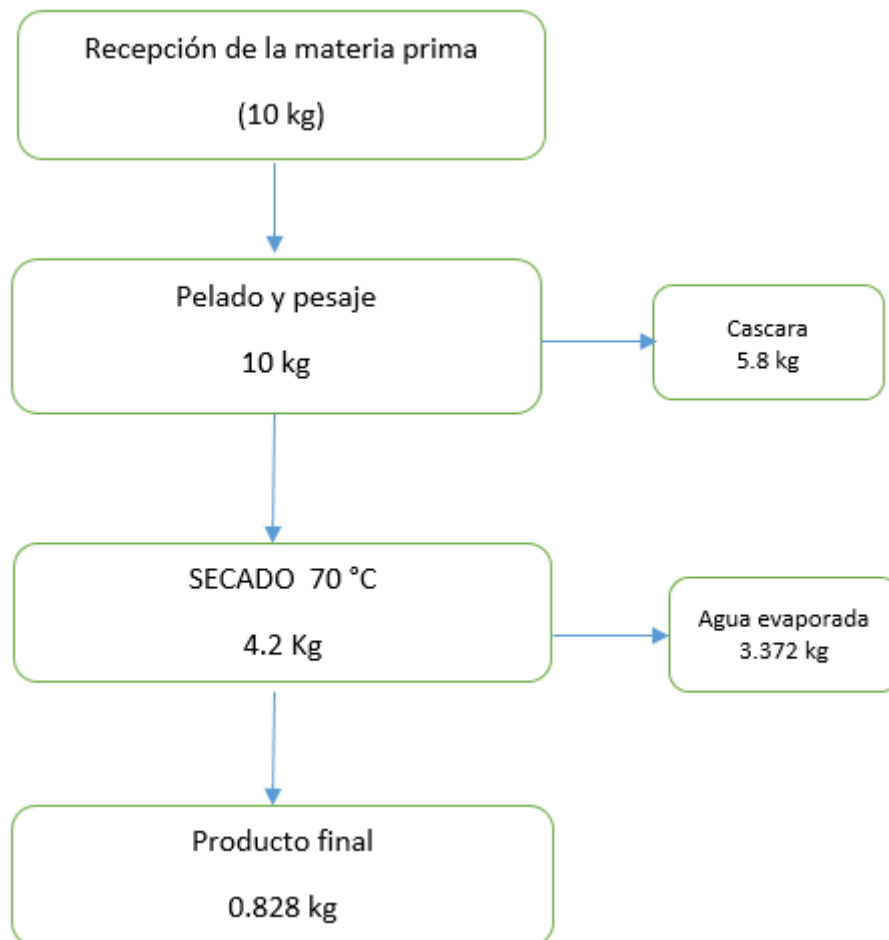 Recepción de la materia prima
(10 kg)
Pelado y pesaje
10 kg
Cascara
5.8 kg
SECADO  70 °C
4.2 Kg
Agua evaporada
3.372 kg
Producto final
0.828 kg